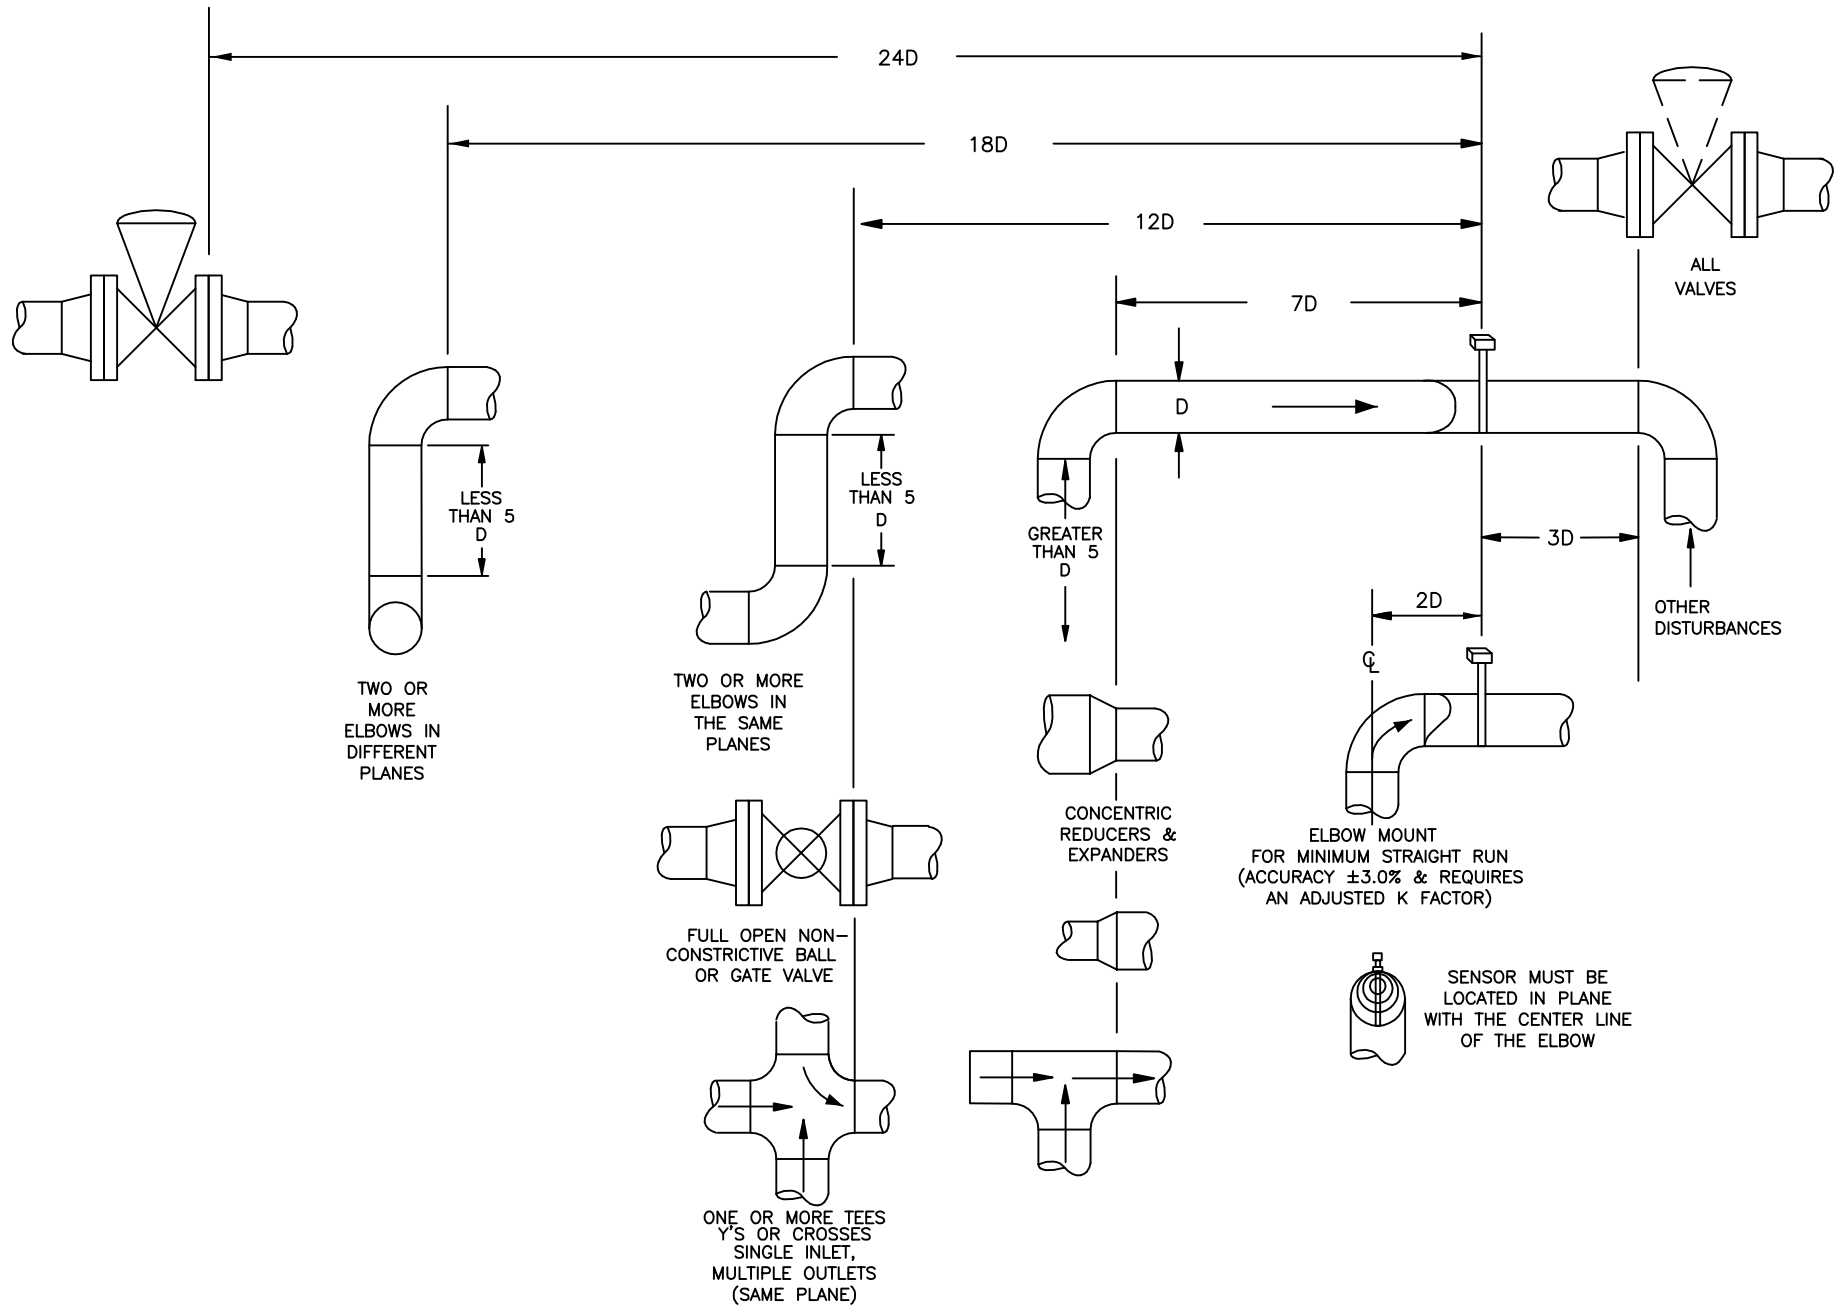 24D
18D
12D
7D
ALL
VALVES
D
LESS
THAN 5
D
LESS
THAN 5
D
GREATER
THAN 5
D
3D
2D
OTHER
DISTURBANCES
CL
TWO OR
MORE
ELBOWS IN
DIFFERENT
PLANES
TWO OR MORE
ELBOWS IN
THE SAME
PLANES
CONCENTRIC
REDUCERS &
EXPANDERS
ELBOW MOUNT
FOR MINIMUM STRAIGHT RUN
(ACCURACY ±3.0% & REQUIRES
AN ADJUSTED K FACTOR)
FULL OPEN NON-
CONSTRICTIVE BALL
OR GATE VALVE
SENSOR MUST BE
LOCATED IN PLANE
WITH THE CENTER LINE
OF THE ELBOW
ONE OR MORE TEES
Y'S OR CROSSES
SINGLE INLET,
MULTIPLE OUTLETS
(SAME PLANE)